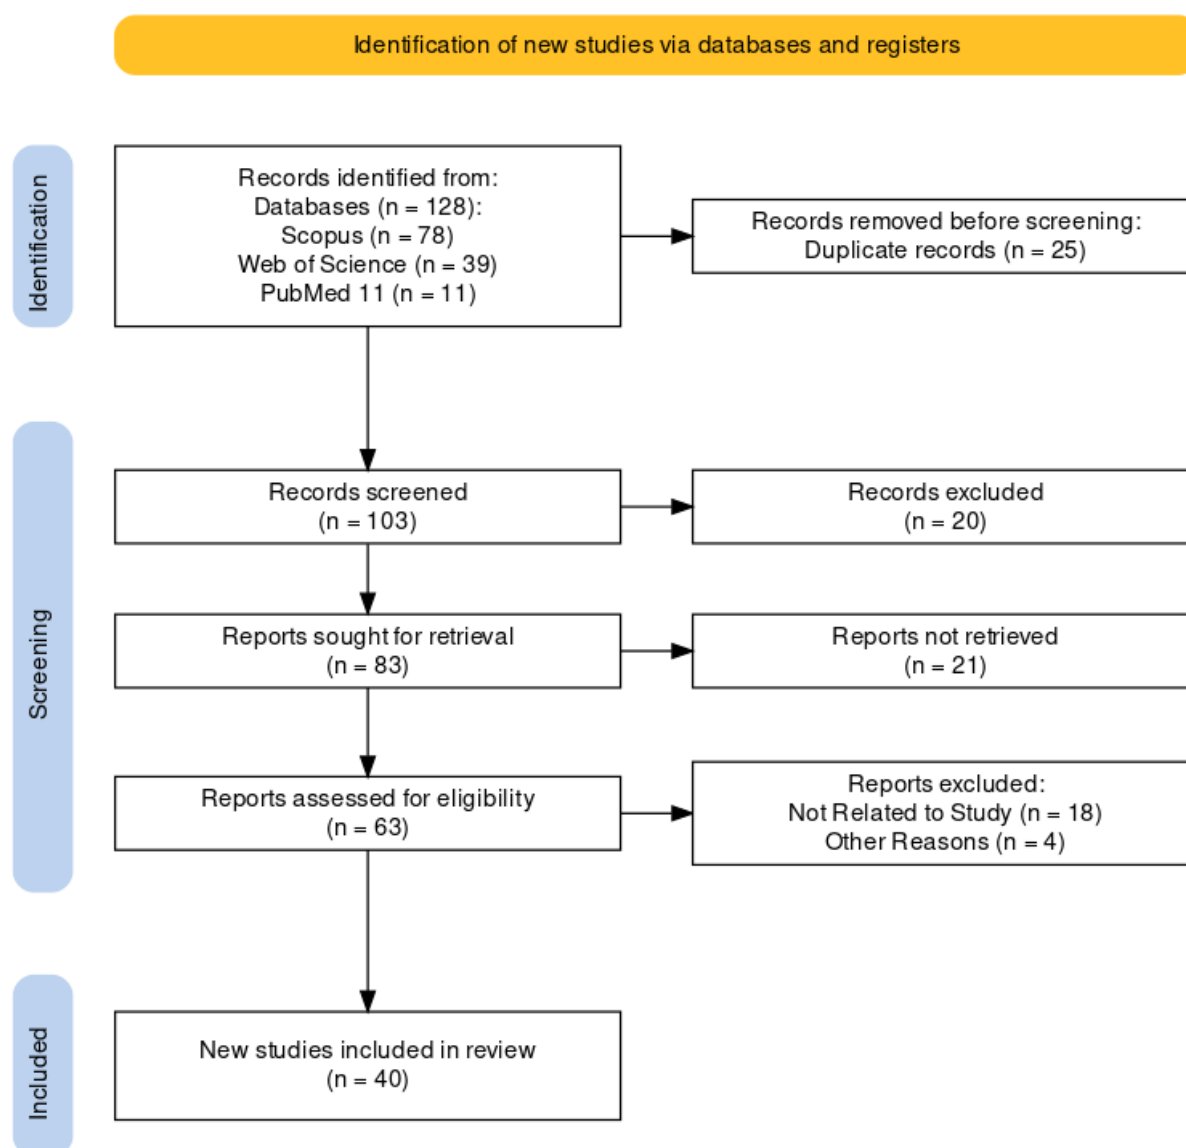 Identification of new studies via databases and registers
Identification
Records identified from:
Databases (n = 128):
Scopus (n = 78)
Web of Science (n = 39)
PubMed 11 (n = 11)
Records removed before screening:
Duplicate records (n = 25)
Screening
Records screened
(n = 103)
Records excluded
(n = 20)
Reports sought for retrieval
(n = 83)
Reports not retrieved
(n = 21)
Reports assessed for eligibility
(n = 63)
Reports excluded:
Not Related to Study (n = 18)
Other Reasons (n = 4)
Included
New studies included in review
(n = 40)